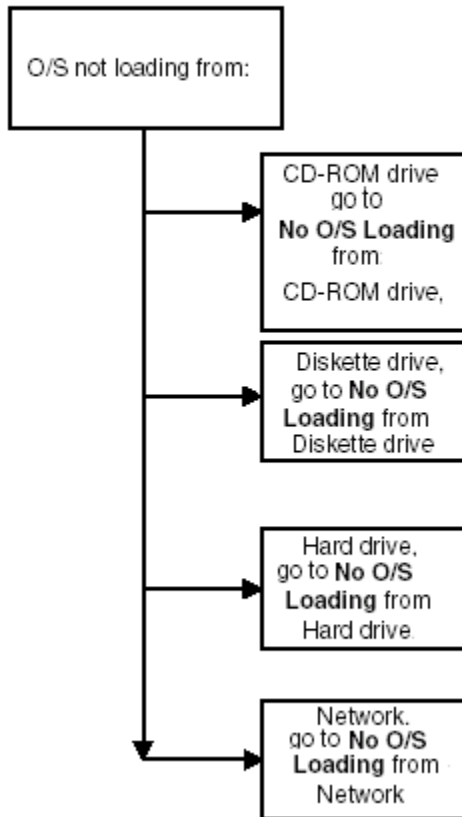 O/S not loading from:
CD-ROM drive
go to
No O/S Loading
from:
CD-ROM drive,
Diskette drive,
go to No O/S
Loading from
Diskette drive
Hard drive,
go to No O/S
Loading from
Hard drive.
Network.
go to No O/S
Loading from
Network